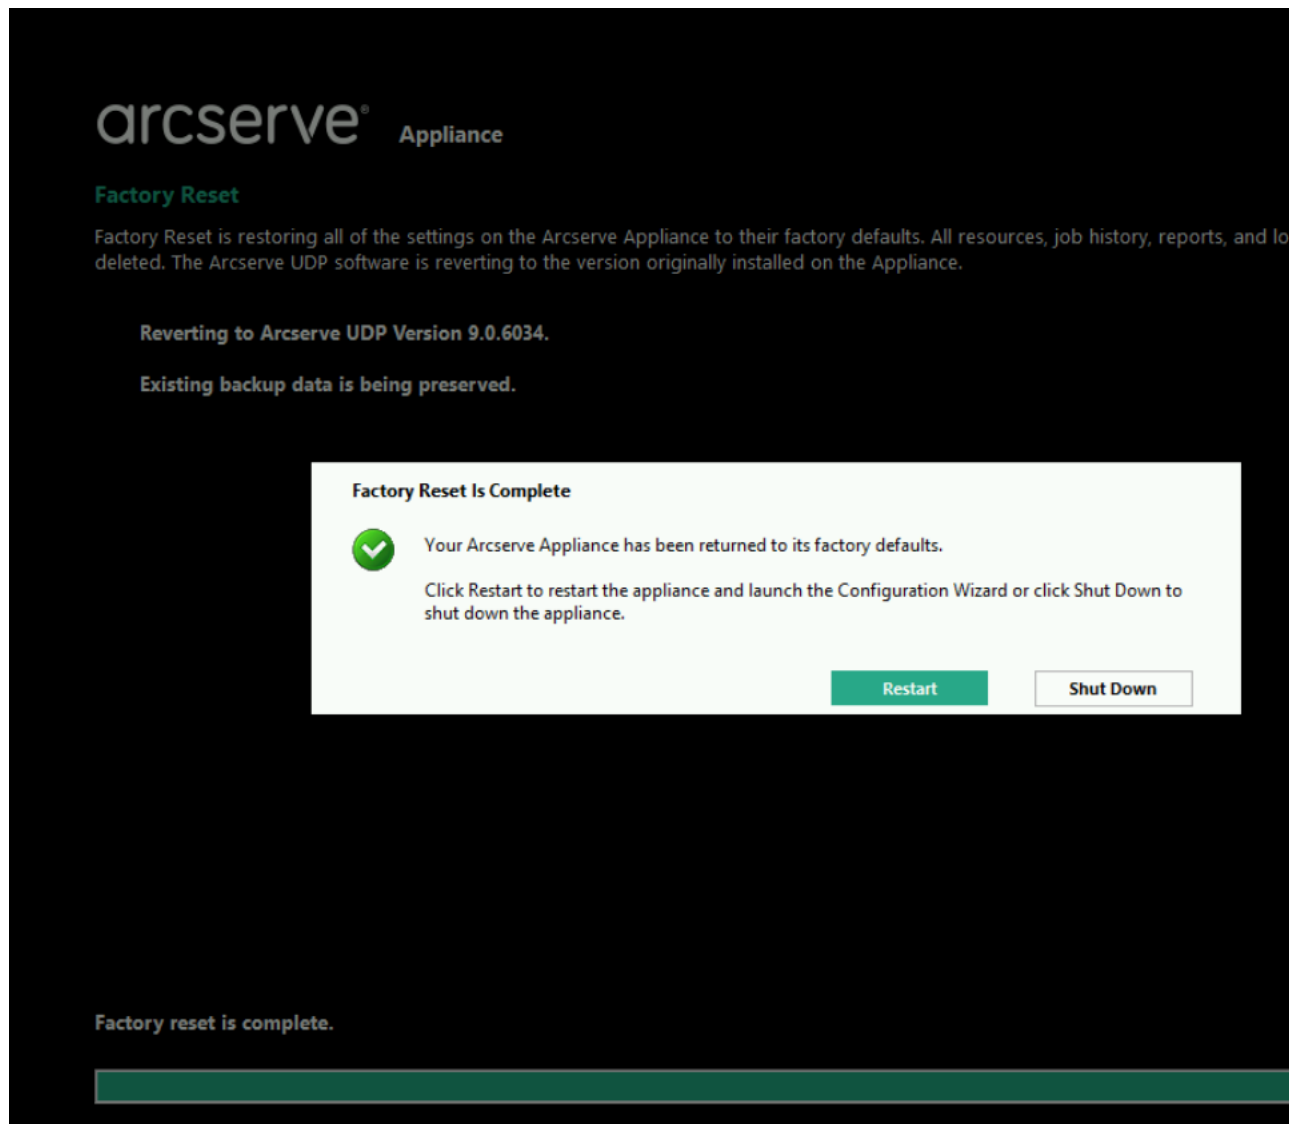 arcserve® Appliance
Factory Reset
Factory Reset is restoring all of the settings on the Arcserve Appliance to their factory defaults. All resources, job history, reports, and lo
deleted. The Arcserve UDP software is reverting to the version originally installed on the Appliance.
Reverting to Arcserve UDP Version 9.0.6034.
Existing backup data is being preserved.
Factory Reset Is Complete
Your Arcserve Appliance has been returned to its factory defaults.
Click Restart to restart the appliance and launch the Configuration Wizard or click Shut Down to
shut down the appliance.
Restart Shut Down
Factory reset is complete.